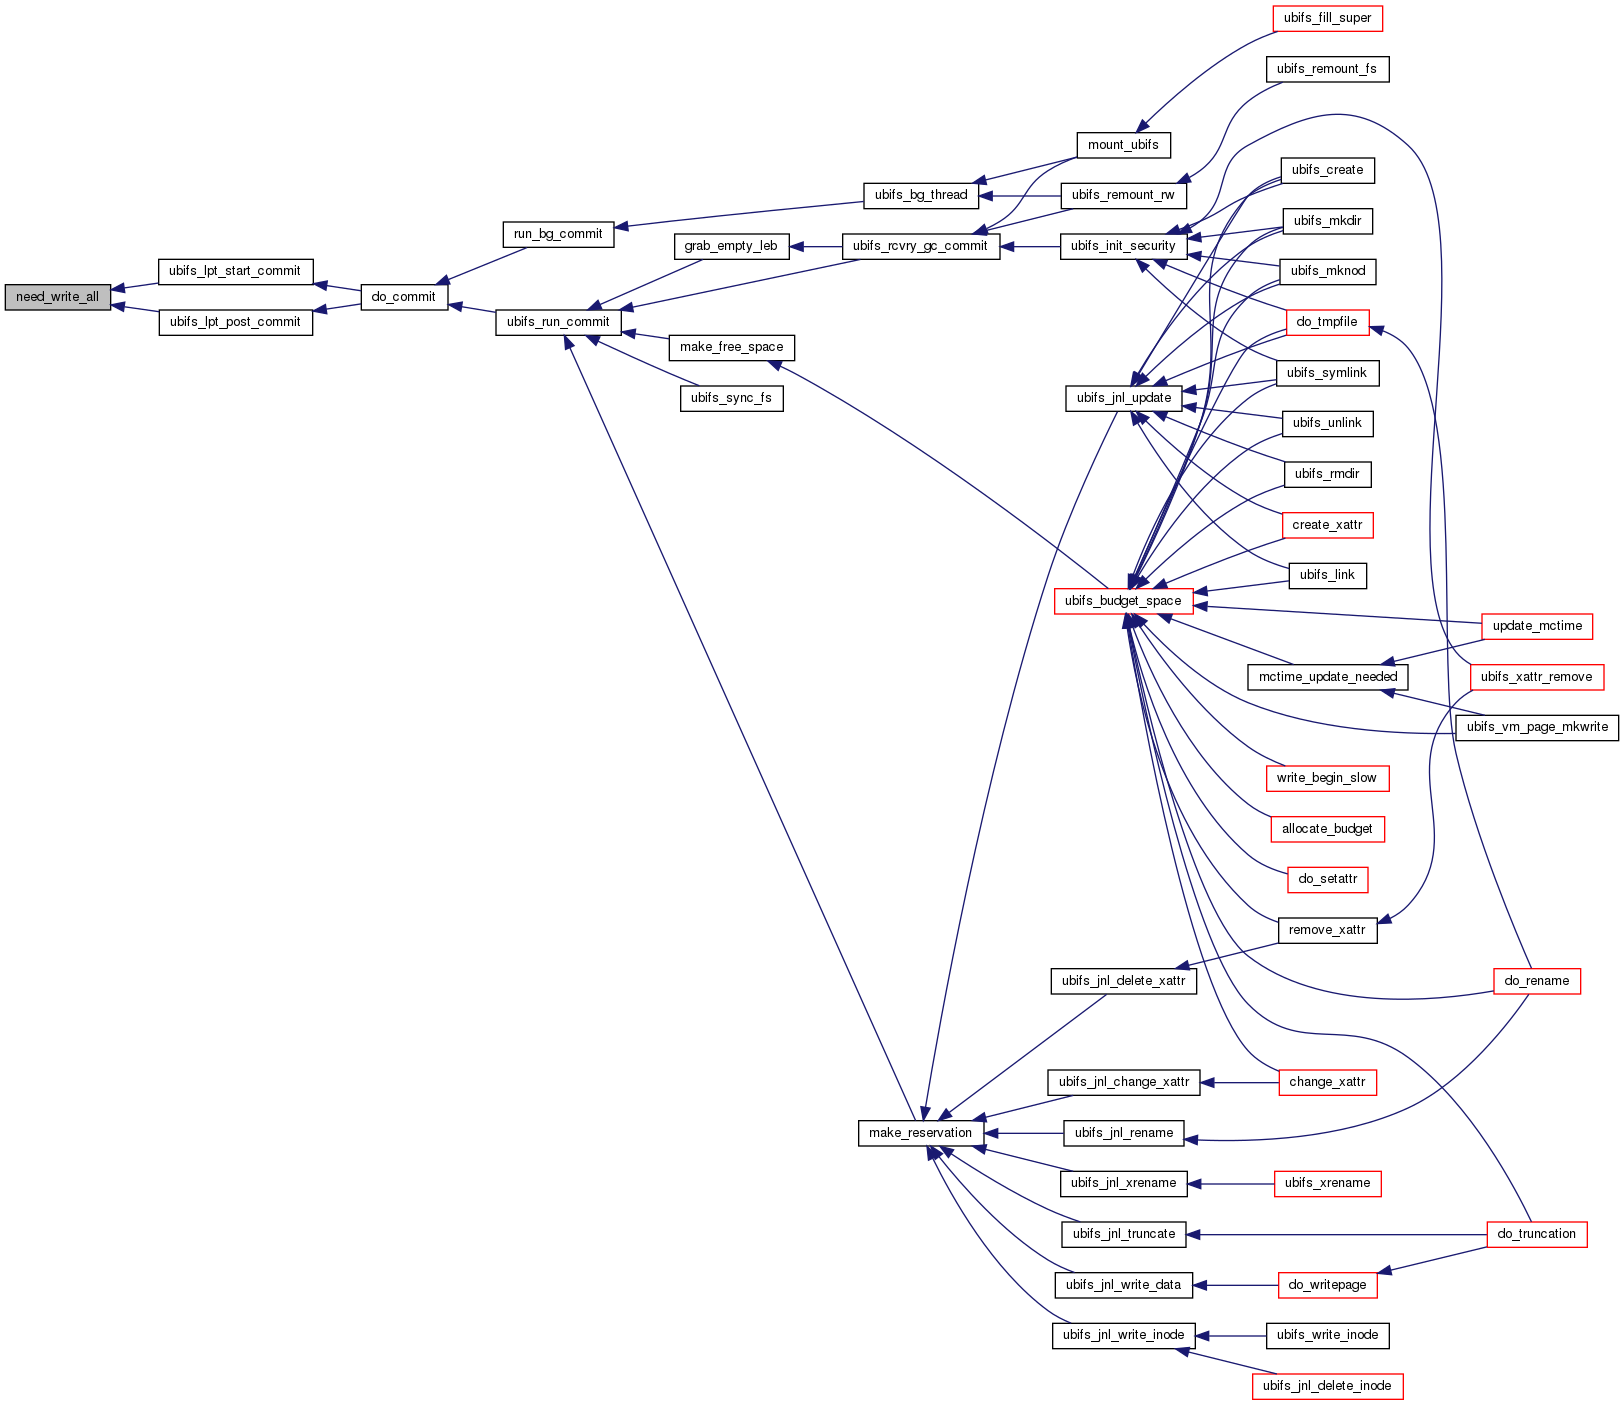 ubifs_fill_super
ubifs_remount_fs
mount_ubifs
ubifs_create
ubifs_bg_thread
ubifs_remount_rw
ubifs_mkdir
run_bg_commit
grab_empty_leb
ubifs_rcvry_gc_commit
ubifs_init_security
ubifs_lpt_start_commit
ubifs_mknod
need_write_all
do_commit
ubifs_lpt_post_commit
ubifs_run_commit
do_tmpfile
make_free_space
ubifs_symlink
ubifs_sync_fs
ubifs_jnl_update
ubifs_unlink
ubifs_rmdir
create_xattr
ubifs_link
ubifs_budget_space
update_mctime
mctime_update_needed
ubifs_xattr_remove
ubifs_vm_page_mkwrite
write_begin_slow
allocate_budget
do_setattr
remove_xattr
ubifs_jnl_delete_xattr
do_rename
ubifs_jnl_change_xattr
change_xattr
make_reservation
ubifs_jnl_rename
ubifs_jnl_xrename
ubifs_xrename
ubifs_jnl_truncate
do_truncation
ubifs_jnl_write_data
do_writepage
ubifs_jnl_write_inode
ubifs_write_inode
ubifs_jnl_delete_inode